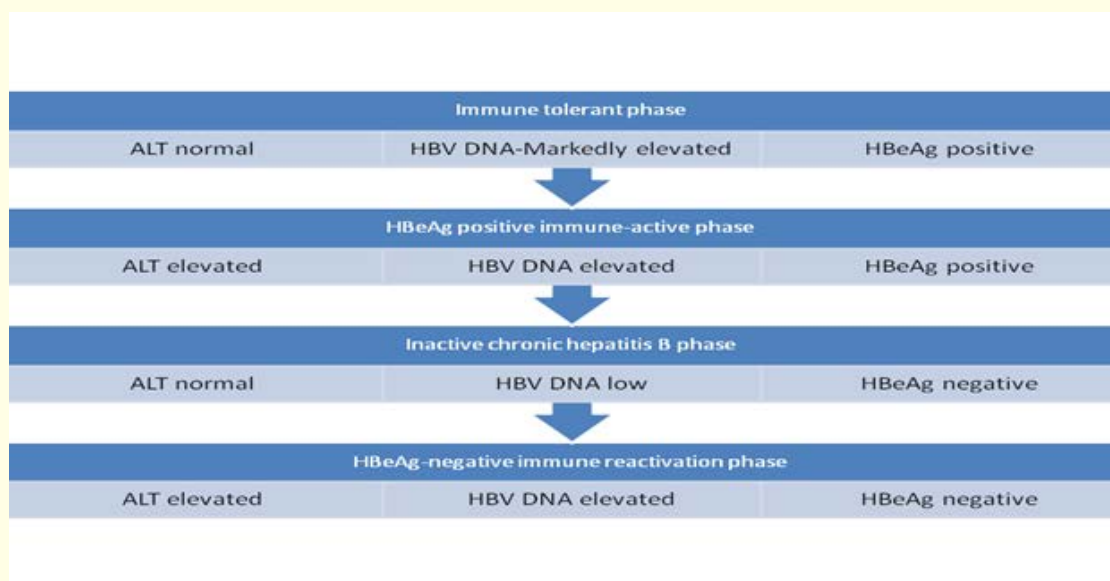 Immune tolerant phase
ALT normal HBV DNA-Markedly elevated HBeAg positive
HBeAg positive immune-active phase
ALT elevated HBV DNA elevated HBeAg positive
Inactive chronic hepatitis B phase
ALT normal HBV DNA low HBeAg negative
HBeAg-negative immune reactivation phase
ALT elevated HBV DNA elevated HBeAg negative